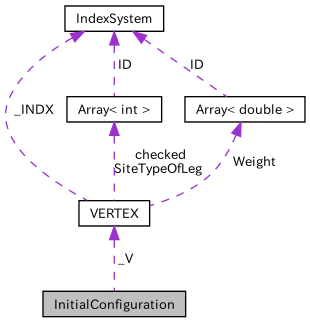 IndexSystem
ID
ID
_INDX
Array< int >
Array< double >
checked
SiteTypeOfLeg
Weight
VERTEX
_V
InitialConfiguration